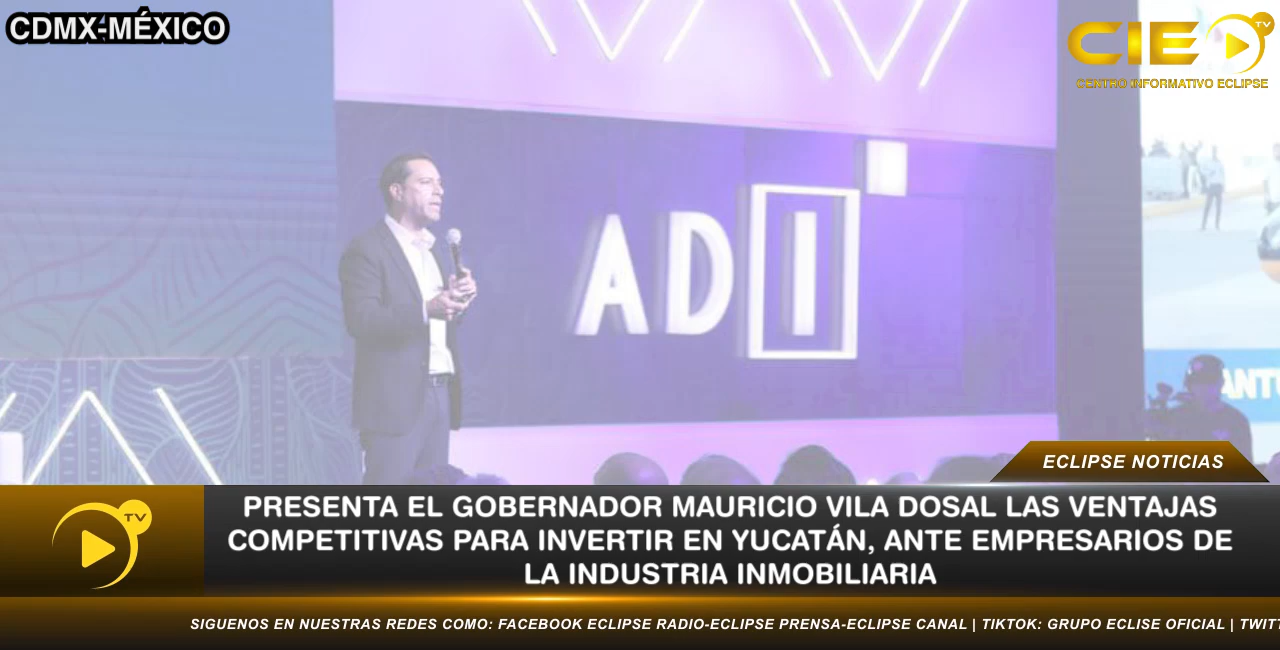 CDMX-MÉXICO
CIE TV
CENTRO INFORMATIVO ECLIPSE
ADI
ECLIPSE NOTICIAS
TV
PRESENTA EL GOBERNADOR MAURICIO VILA DOSAL LAS VENTAJAS
COMPETITIVAS PARA INVERTIR EN YUCATÁN, ANTE EMPRESARIOS DE
LA INDUSTRIA INMOBILIARIA
SIGUENOS EN NUESTRAS REDES COMO: FACEBOOK ECLIPSE RADIO-ECLIPSE PRENSA-ECLIPSE CANAL | TIKTOK: GRUPO ECLISE OFICIAL |